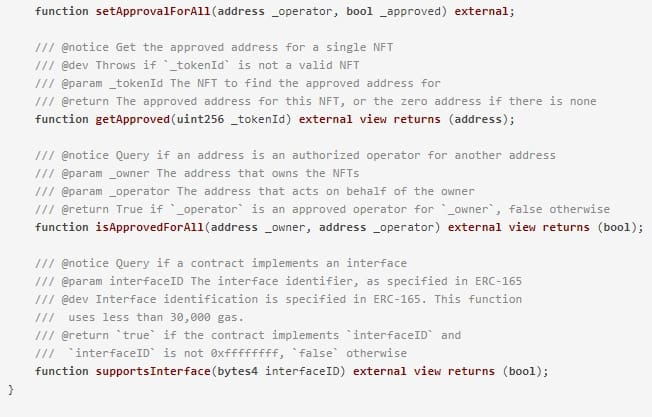 function setApprovalForAll(address _operator, bool _approved) external;
/// @notice Get the approved address for a single NFT
/// @dev Throws if `_tokenId` is not a valid NFT
/// @param _tokenId The NFT to find the approved address for
/// @return The approved address for this NFT, or the zero address if there is none
function getApproved(uint256 _tokenId) external view returns (address);
/// @notice Query if an address is an authorized operator for another address
/// @param _owner The address that owns the NFTs
/// @param _operator The address that acts on behalf of the owner
/// @return True if `_operator` is an approved operator for `_owner`, false otherwise
function isApprovedForAll(address _owner, address _operator) external view returns (bool);
/// @notice Query if a contract implements an interface
/// @param interfaceID The interface identifier, as specified in ERC-165
/// @dev Interface identification is specified in ERC-165. This function
///  uses less than 30,000 gas.
/// @return `true` if the contract implements `interfaceID` and
///  `interfaceID` is not 0xffffffff, `false` otherwise
function supportsInterface(bytes4 interfaceID) external view returns (bool);
}